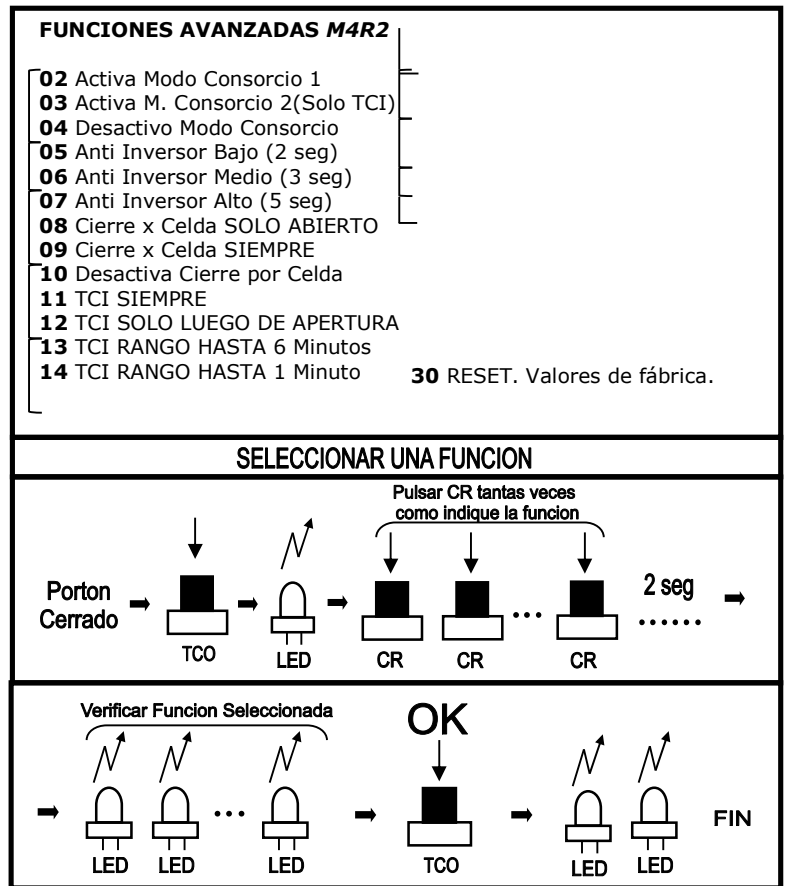 FUNCIONES AVANZADAS M4R2
02 Activa Modo Consorcio 1
03 Activa M. Consorcio 2(Solo TCI)
04 Desactivo Modo Consorcio
05 Anti Inversor Bajo (2 seg)
06 Anti Inversor Medio (3 seg)
07 Anti Inversor Alto (5 seg)
08 Cierre x Celda SOLO ABIERTO
09 Cierre x Celda SIEMPRE
10 Desactiva Cierre por Celda
11 TCI SIEMPRE
12 TCI SOLO LUEGO DE APERTURA
13 TCI RANGO HASTA 6 Minutos
14 TCI RANGO HASTA 1 Minuto
30 RESET. Valores de fábrica.
SELECCIONAR UNA FUNCION
Pulsar CR tantas veces
como indique la funcion
Porton
Cerrado
2 seg
TCO LED CR CR CR
Verificar Funcion Seleccionada
OK
FIN
LED LED LED TCO LED LED